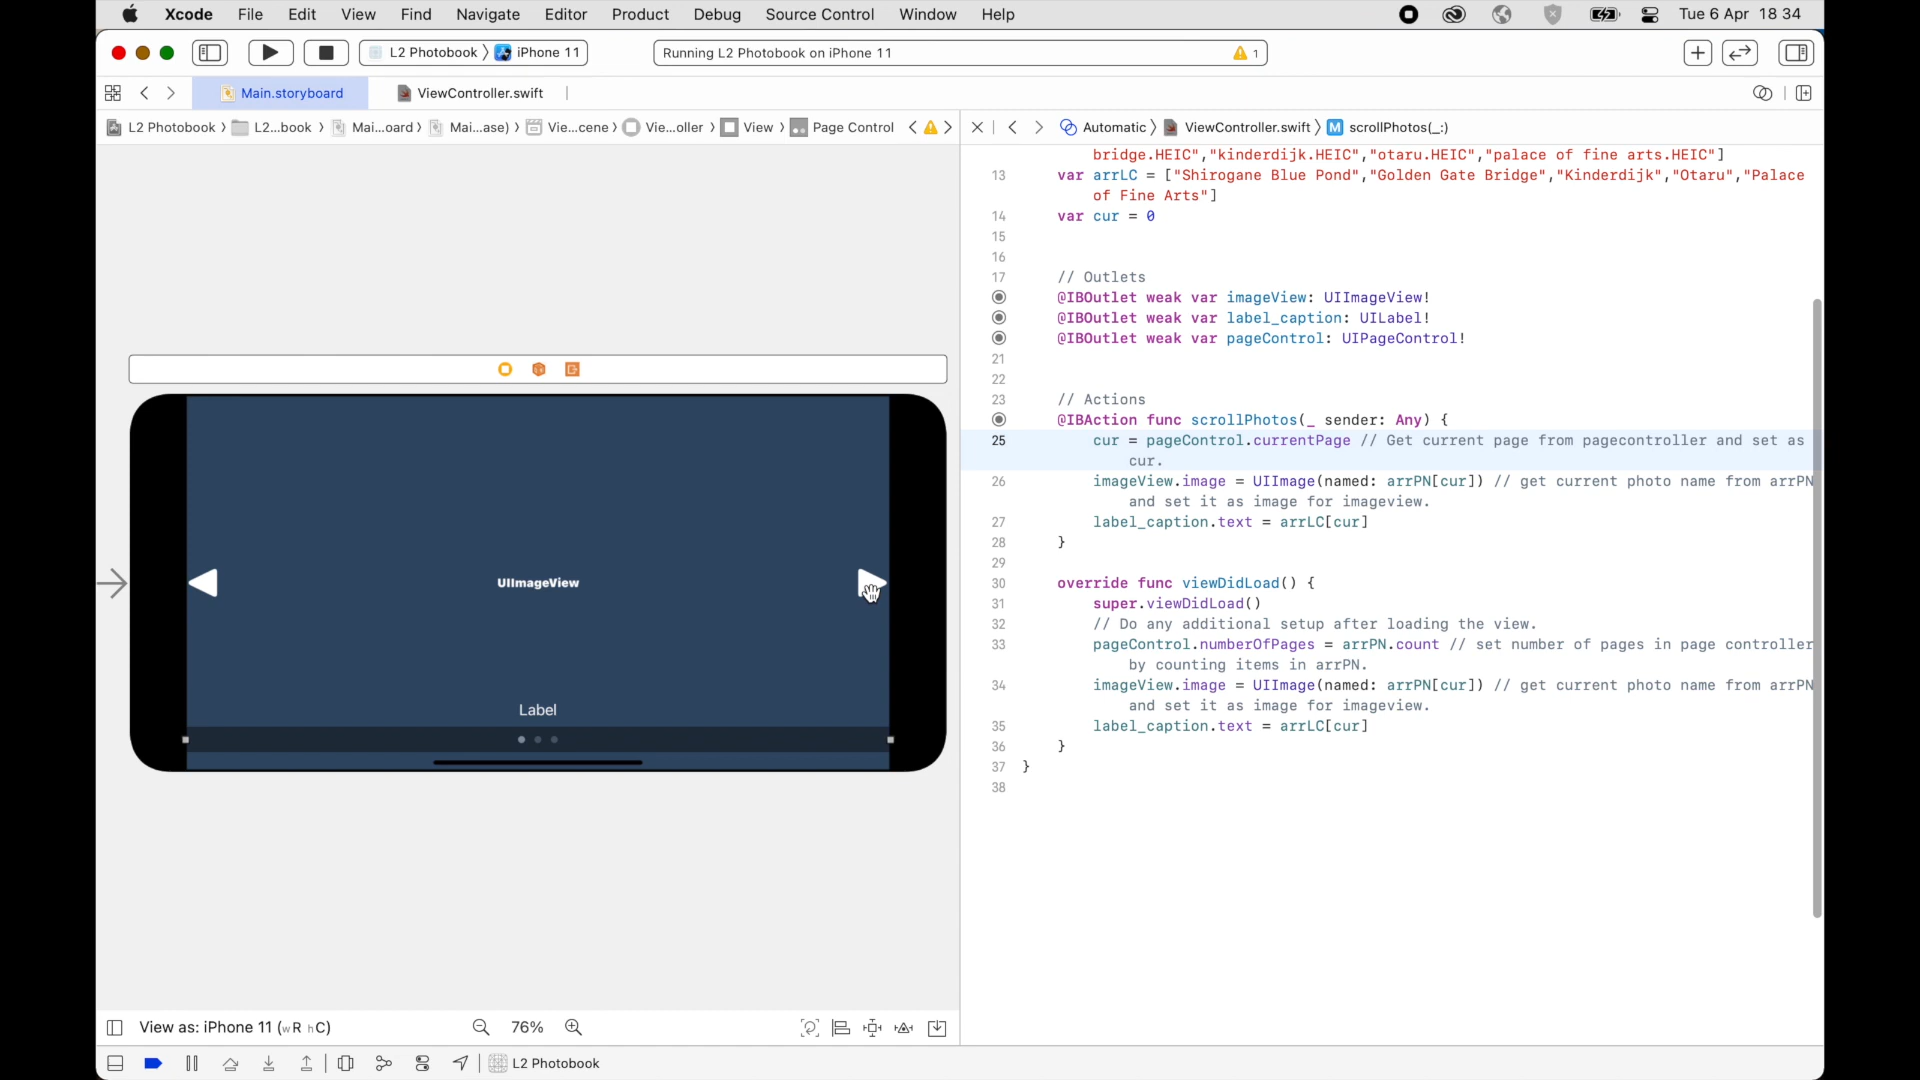 Xcode File Edit View Find Navigate Editor Product Debug Source Control Window Help Tue 6 Apr 18 34
L2 Photobook 〉 iPhone 11 Running L2 Photobook on iPhone 11 1
Main.storyboard ViewController.swift
L2 Photobook 〉 L2...book 〉 Mai...oard 〉 Mai...ase) 〉 Vie...cene 〉 Vie...oller 〉 View 〉 Page Control
Automatic 〉 ViewController.swift 〉 M scrollPhotos(_:)
bridge.HEIC","kinderdijk.HEIC","otaru.HEIC","palace of fine arts.HEIC"]
13 var arrLC = ["Shirogane Blue Pond","Golden Gate Bridge","Kinderdijk","Otaru","Palace
of Fine Arts"]
14 var cur = 0
15
16
17 // Outlets
@IBOutlet weak var imageView: UIImageView!
@IBOutlet weak var label_caption: UILabel!
@IBOutlet weak var pageControl: UIPageControl!
21
22
23 // Actions
@IBAction func scrollPhotos(_ sender: Any) {
25 cur = pageControl.currentPage // Get current page from pagecontroller and set as
cur.
26 imageView.image = UIImage(named: arrPN[cur]) // get current photo name from arrPN
and set it as image for imageview.
27 label_caption.text = arrLC[cur]
28 }
29
30 override func viewDidLoad() {
31 super.viewDidLoad()
32 // Do any additional setup after loading the view.
33 pageControl.numberOfPages = arrPN.count // set number of pages in page controller
by counting items in arrPN.
34 imageView.image = UIImage(named: arrPN[cur]) // get current photo name from arrPN
and set it as image for imageview.
35 label_caption.text = arrLC[cur]
36 }
37 }
38
UIImageView
Label
View as: iPhone 11 (wR hC) 76%
L2 Photobook